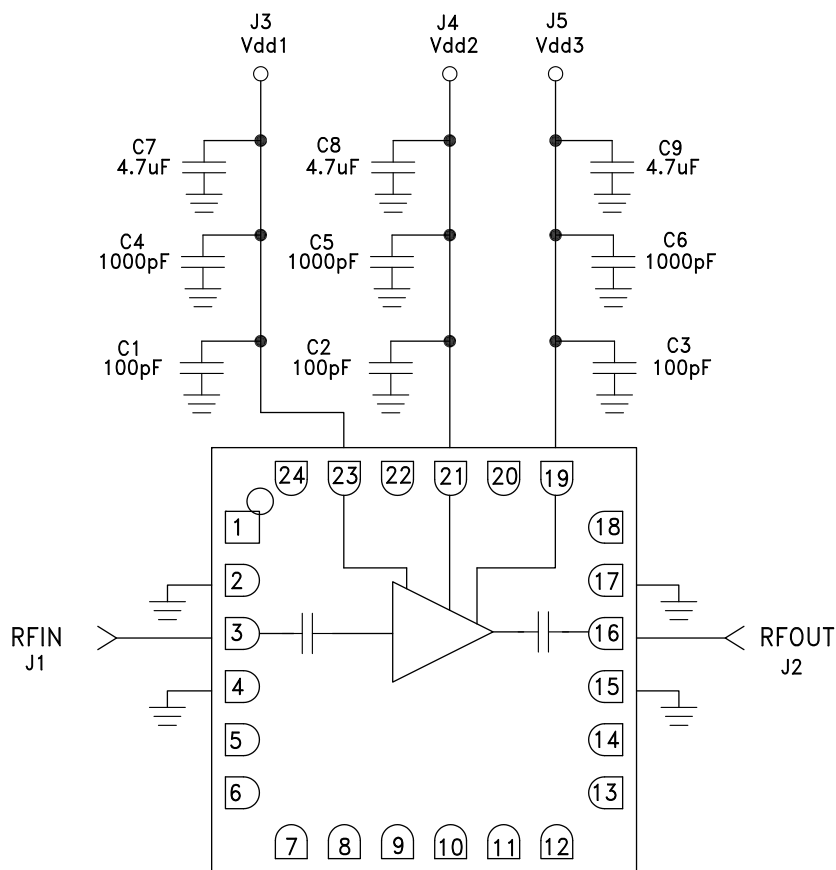 J3
Vdd1
J4
Vdd2
J5
Vdd3
C7
4.7uF
C8
4.7uF
C9
4.7uF
C4
1000pF
C5
1000pF
C6
1000pF
C1
100pF
C2
100pF
C3
100pF
24
23
22
21
20
19
1
18
2
17
RFIN
J1
3
16
RFOUT
J2
4
15
5
14
6
13
7
8
9
10
11
12